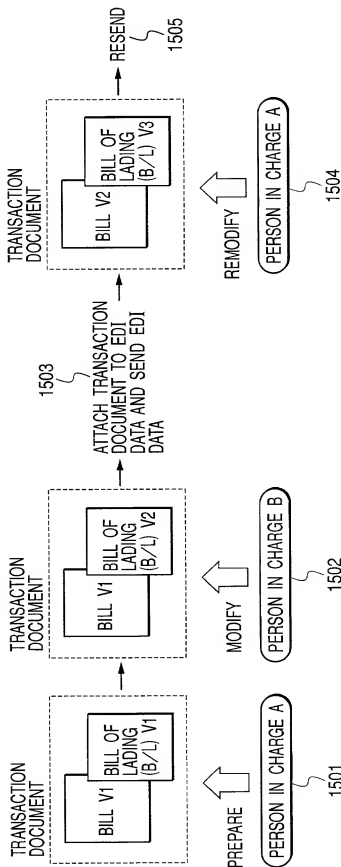 TRANSACTION
DOCUMENT
BILL V1
BILL OF
LADING
(B/L) V1
PREPARE
PERSON IN CHARGE A
1501
TRANSACTION
DOCUMENT
BILL V1
BILL OF
LADING
(B/L) V2
MODIFY
PERSON IN CHARGE B
1502
1503
ATTACH TRANSACTION
DOCUMENT TO EDI
DATA AND SEND EDI
DATA
TRANSACTION
DOCUMENT
BILL V2
BILL OF
LADING
(B/L) V3
REMODIFY
PERSON IN CHARGE A
1504
RESEND
1505